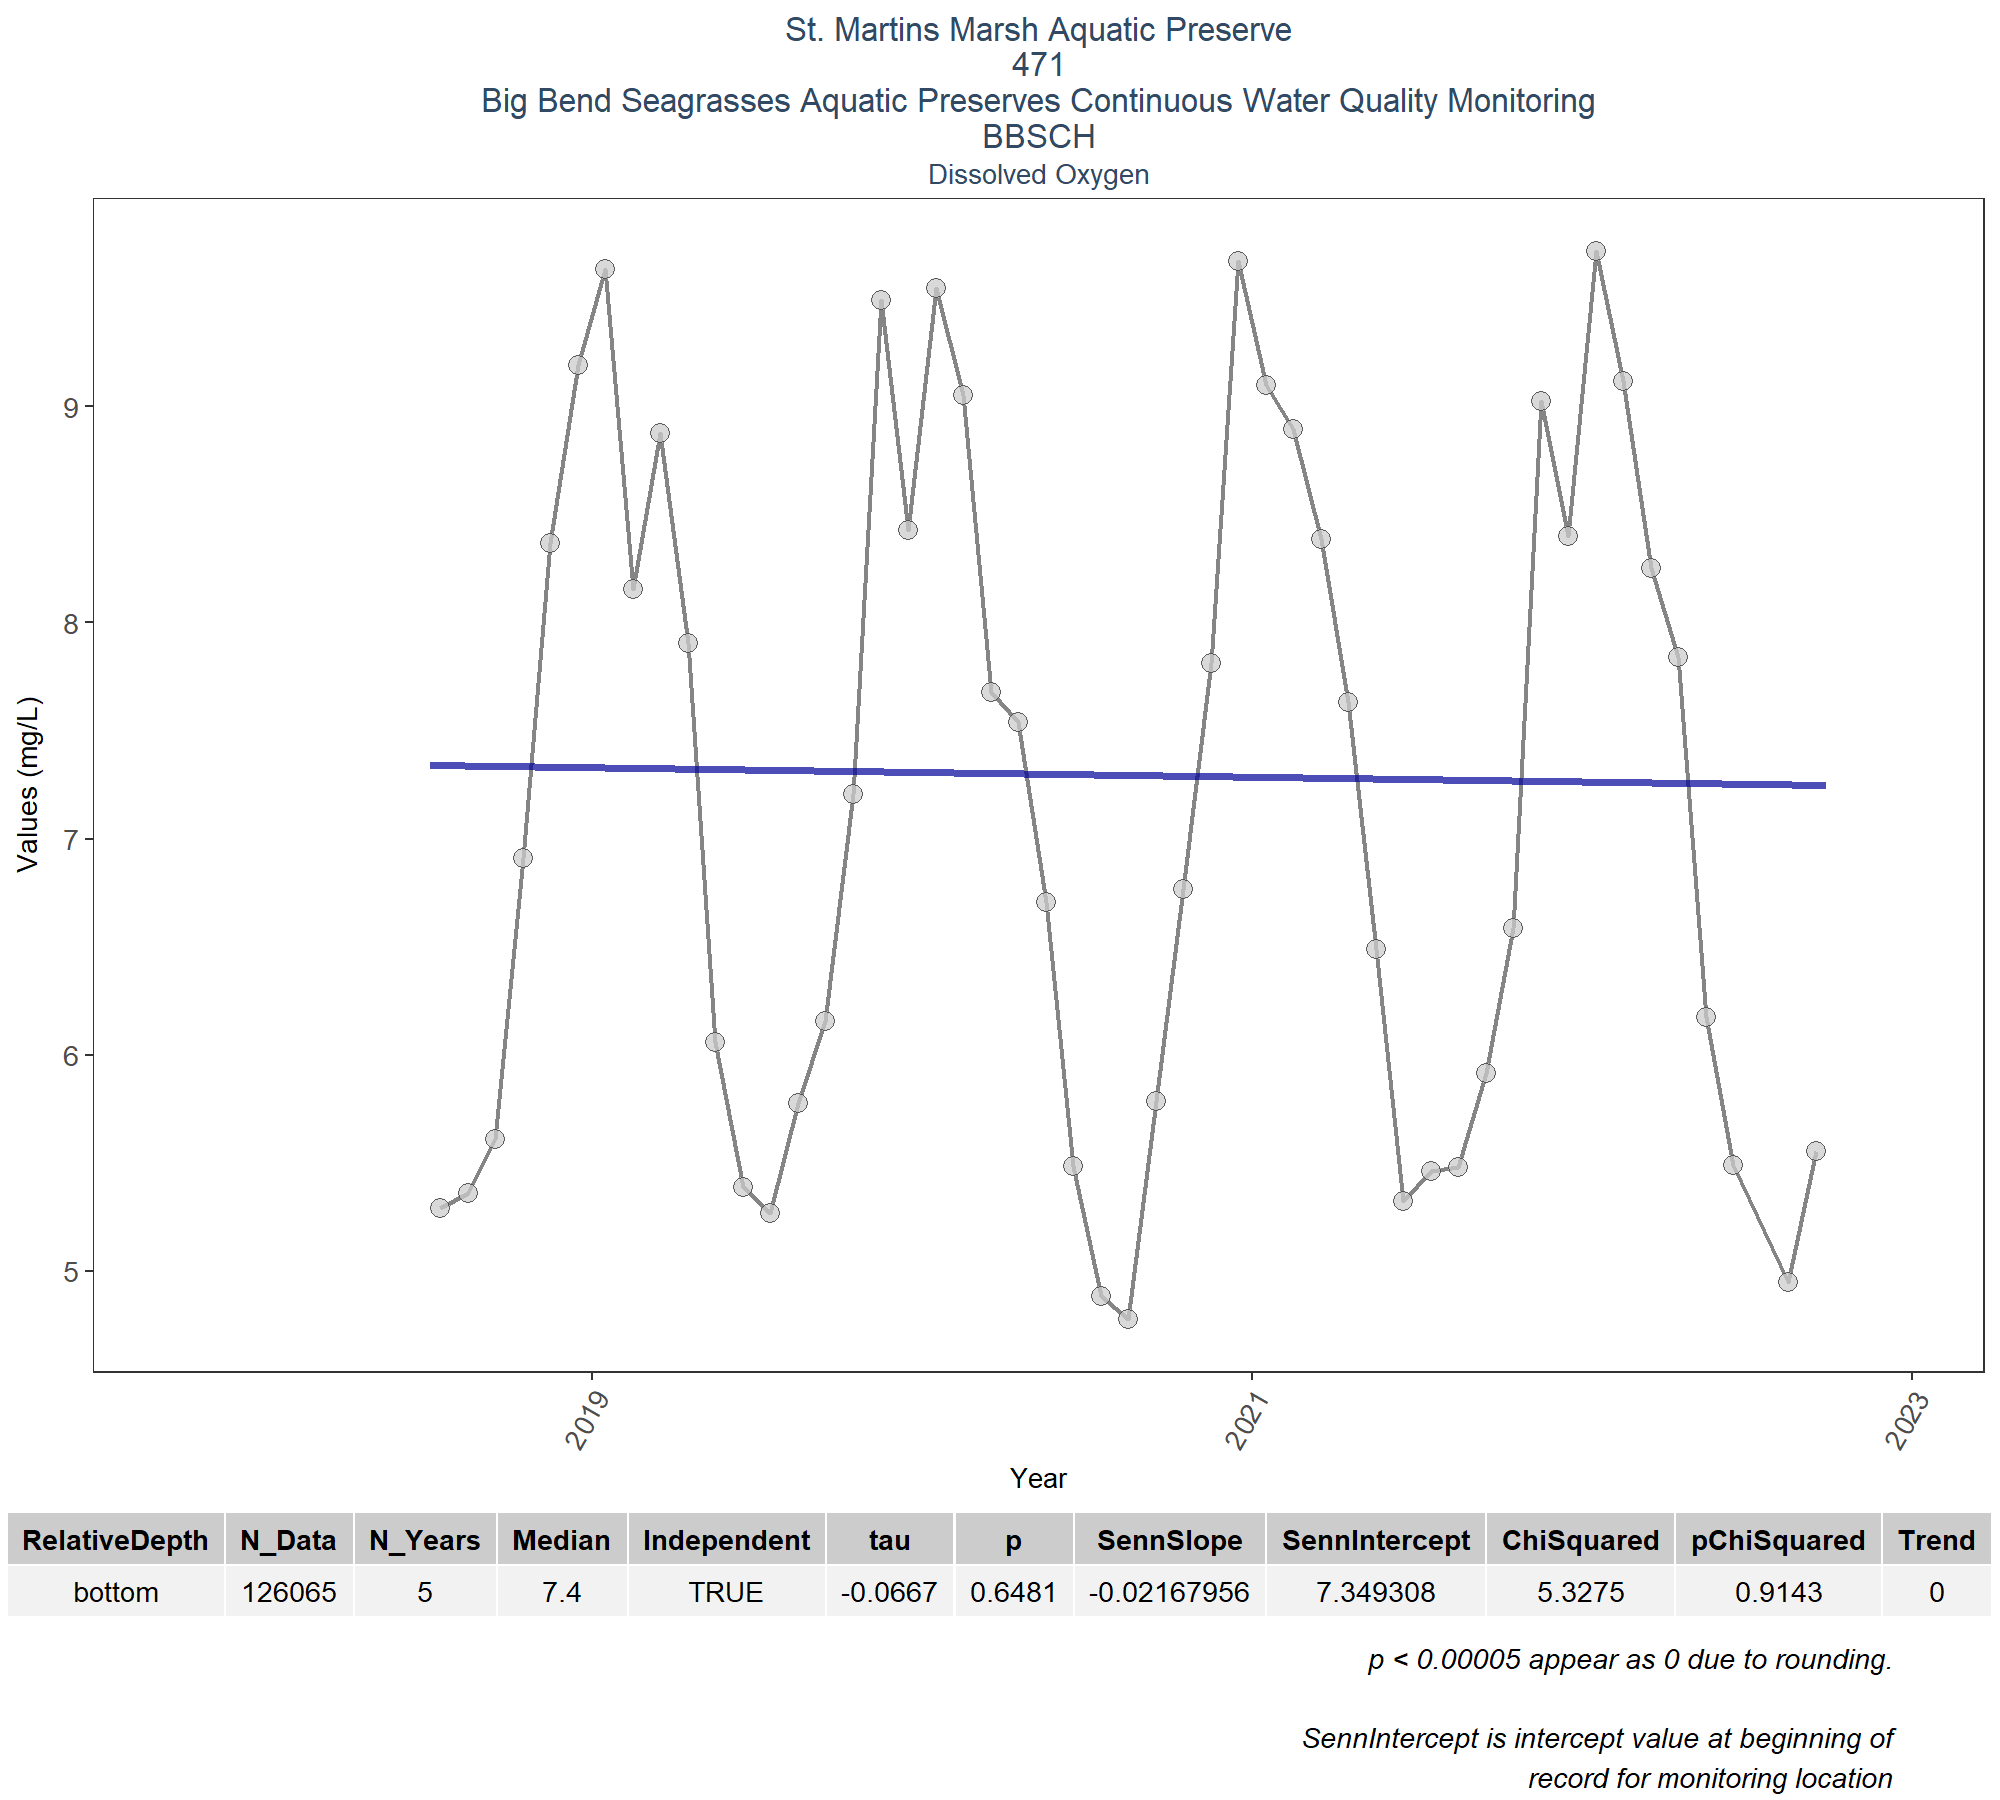 St. Martins Marsh Aquatic Preserve
471
Big Bend Seagrasses Aquatic Preserves Continuous Water Quality Monitoring
BBSCH
Dissolved Oxygen
Values (mg/L)
9
8
7
6
5
2019 2021 2023
Year
RelativeDepth N_Data N_Years Median Independent tau p SennSlope SennIntercept ChiSquared pChiSquared Trend
bottom 126065 5 7.4 TRUE -0.0667 0.6481 -0.02167956 7.349308 5.3275 0.9143 0
p < 0.00005 appear as 0 due to rounding.
SennIntercept is intercept value at beginning of
record for monitoring location